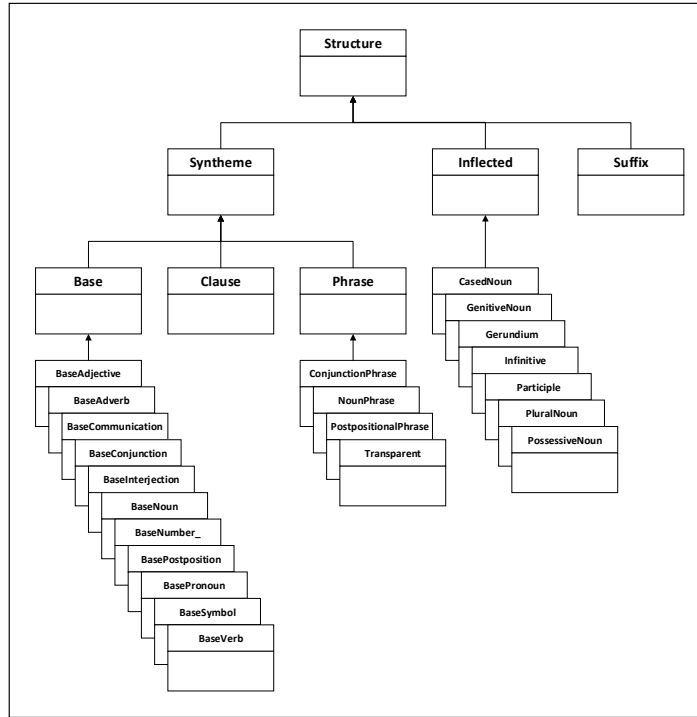 Structure
Syntheme
Inflected
Suffix
Base
Clause
Phrase
CasedNoun
GenitiveNoun
Gerundium
Infinitive
Participle
PluralNoun
PossessiveNoun
BaseAdjective
BaseAdverb
BaseCommunication
BaseConjunction
BaseInterjection
BaseNoun
BaseNumber_
BasePostposition
BasePronoun
BaseSymbol
BaseVerb
ConjunctionPhrase
NounPhrase
PostpositionalPhrase
Transparent